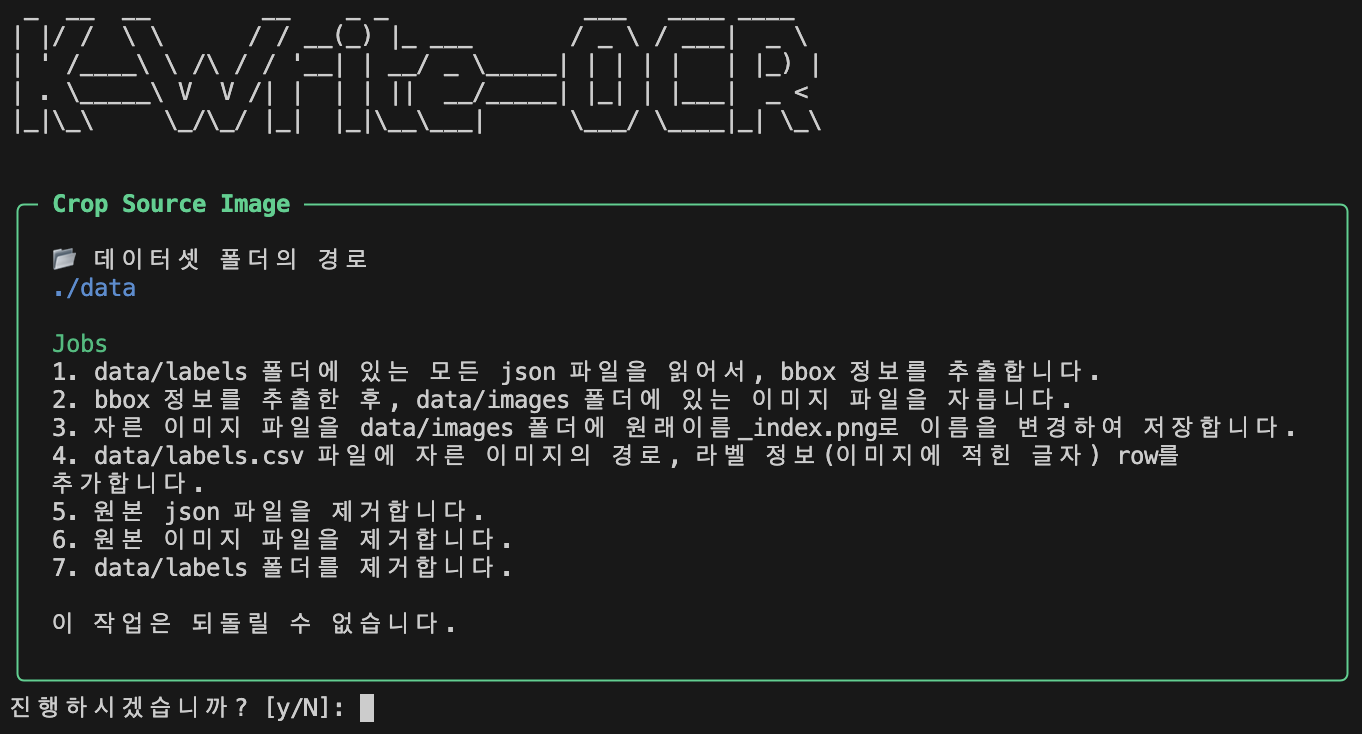 K-Write-OCR
Crop Source Image
📂 데이터셋 폴더의 경로
./data
Jobs
1. data/labels 폴더에 있는 모든 json 파일을 읽어서, bbox 정보를 추출합니다.
2. bbox 정보를 추출한 후, data/images 폴더에 있는 이미지 파일을 자릅니다.
3. 자른 이미지 파일을 data/images 폴더에 원래이름_index.png로 이름을 변경하여 저장합니다.
4. data/labels.csv 파일에 자른 이미지의 경로, 라벨 정보(이미지에 적힌 글자) row를
추가합니다.
5. 원본 json 파일을 제거합니다.
6. 원본 이미지 파일을 제거합니다.
7. data/labels 폴더를 제거합니다.
이 작업은 되돌릴 수 없습니다.
진행하시겠습니까? [y/N]: